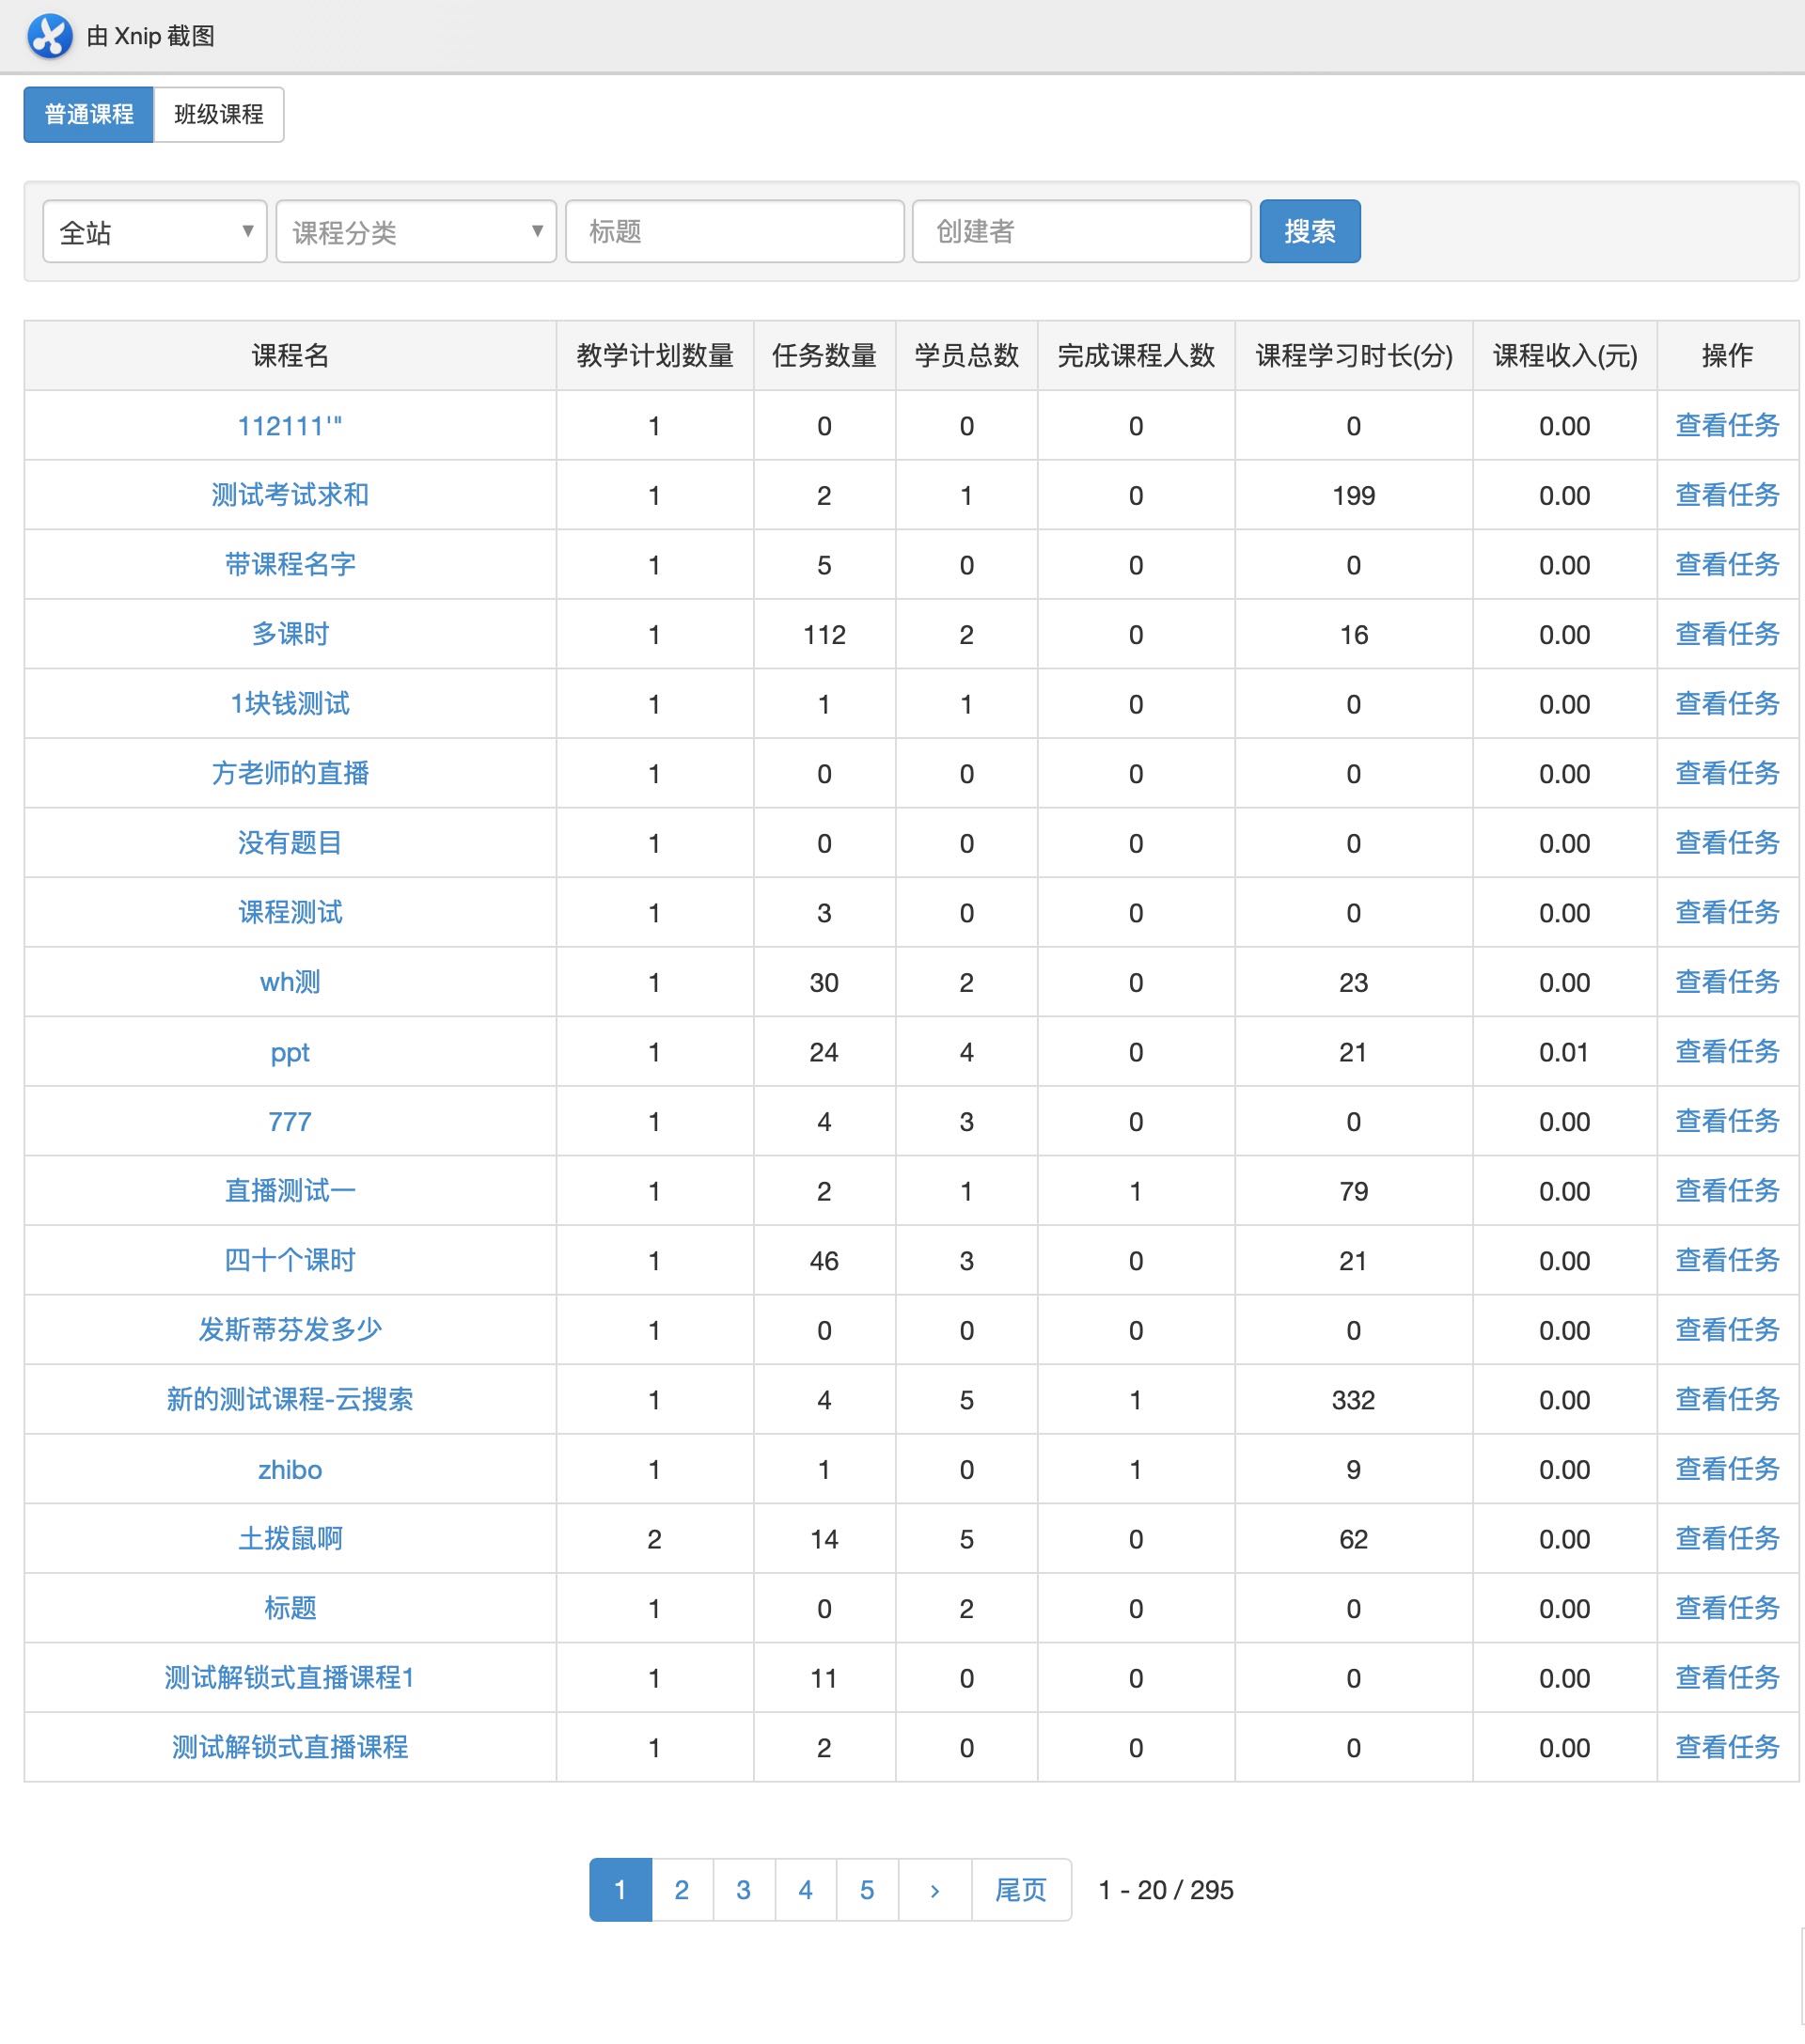 由 Xnip 截图
普通课程 班级课程
全站 ▼ 课程分类 ▼ 标题 创建者 搜索
课程名 教学计划数量 任务数量 学员总数 完成课程人数 课程学习时长(分) 课程收入(元) 操作
112111'" 1 0 0 0 0 0.00 查看任务
测试考试求和 1 2 1 0 199 0.00 查看任务
带课程名字 1 5 0 0 0 0.00 查看任务
多课时 1 112 2 0 16 0.00 查看任务
1块钱测试 1 1 1 0 0 0.00 查看任务
方老师的直播 1 0 0 0 0 0.00 查看任务
没有题目 1 0 0 0 0 0.00 查看任务
课程测试 1 3 0 0 0 0.00 查看任务
wh测 1 30 2 0 23 0.00 查看任务
ppt 1 24 4 0 21 0.01 查看任务
777 1 4 3 0 0 0.00 查看任务
直播测试一 1 2 1 1 79 0.00 查看任务
四十个课时 1 46 3 0 21 0.00 查看任务
发斯蒂芬发多少 1 0 0 0 0 0.00 查看任务
新的测试课程-云搜索 1 4 5 1 332 0.00 查看任务
zhibo 1 1 0 1 9 0.00 查看任务
土拨鼠啊 2 14 5 0 62 0.00 查看任务
标题 1 0 2 0 0 0.00 查看任务
测试解锁式直播课程1 1 11 0 0 0 0.00 查看任务
测试解锁式直播课程 1 2 0 0 0 0.00 查看任务
1 2 3 4 5 › 尾页 1 - 20 / 295